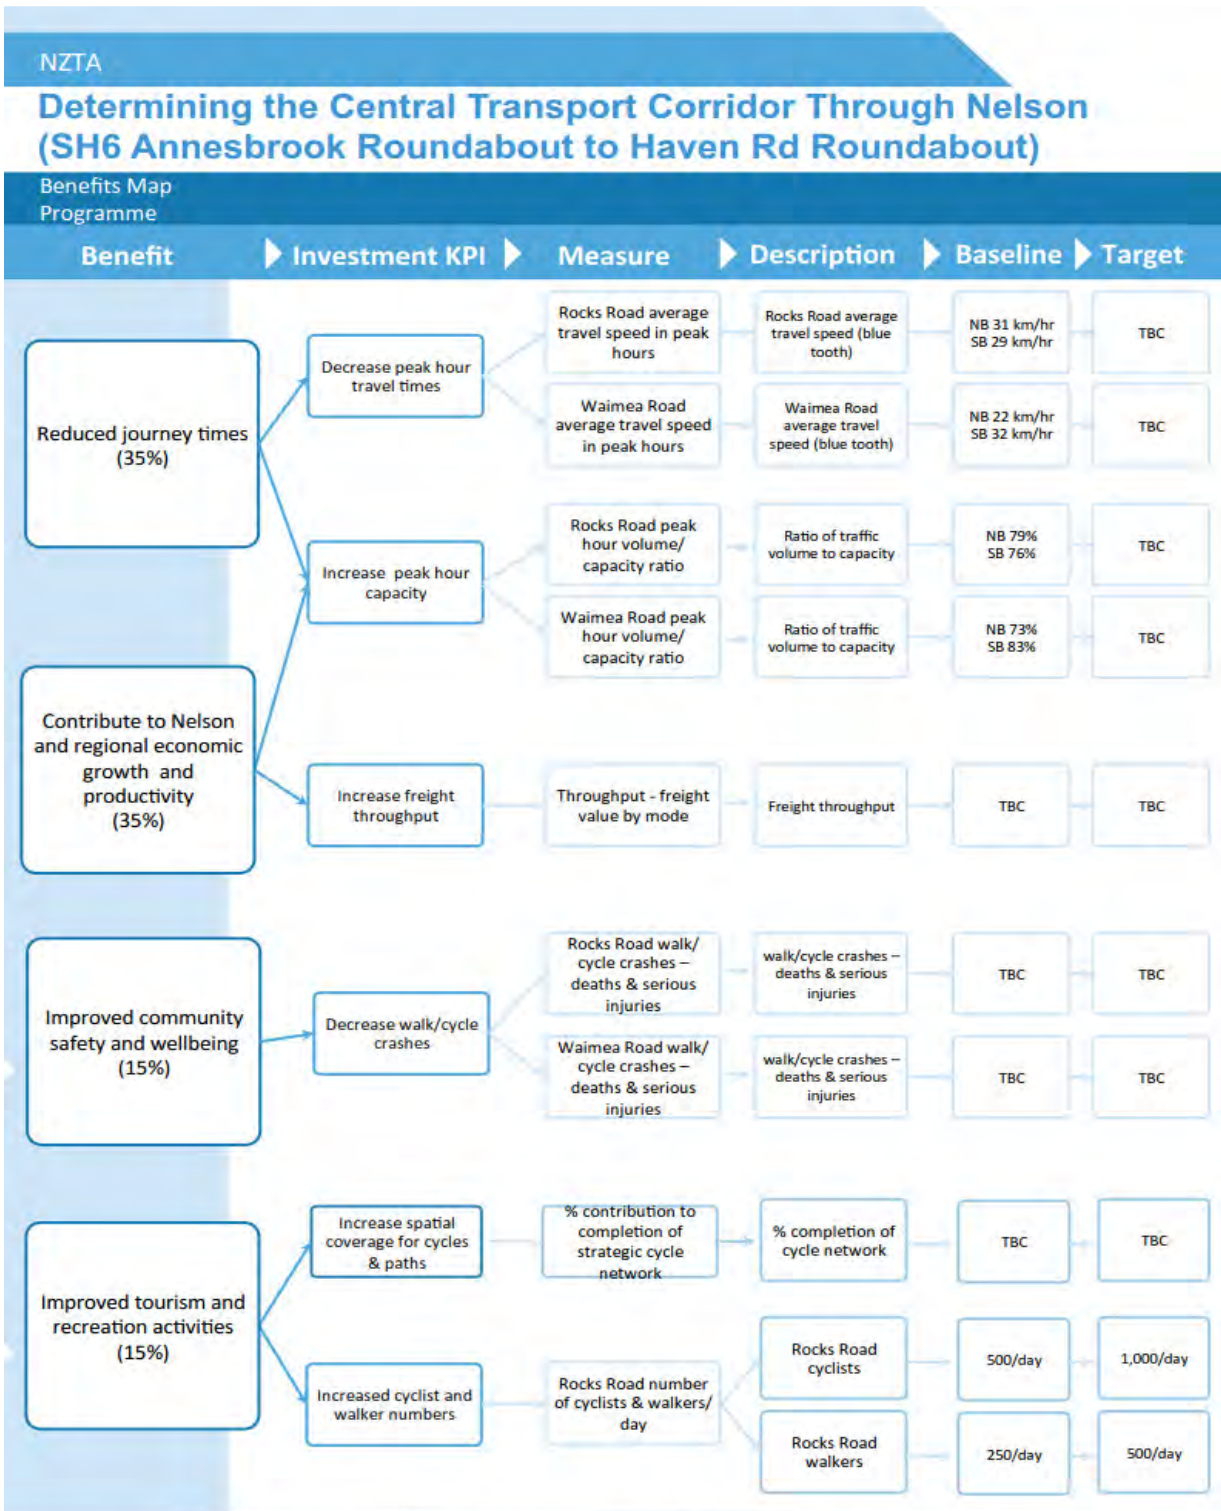 NZTA
Determining the Central Transport Corridor Through Nelson
(SH6 Annesbrook Roundabout to Haven Rd Roundabout)
Benefits Map
Programme
Benefit
Investment KPI
Measure
Description
Baseline
Target
Reduced journey times
(35%)
Decrease peak hour
travel times
Rocks Road average
travel speed in peak
hours
Rocks Road average
travel speed (blue
tooth)
NB 31 km/hr
SB 29 km/hr
TBC
Waimea Road
average travel speed
in peak hours
Waimea Road
average travel
speed (blue tooth)
NB 22 km/hr
SB 32 km/hr
TBC
Increase peak hour
capacity
Rocks Road peak
hour volume/
capacity ratio
Ratio of traffic
volume to capacity
NB 79%
SB 76%
TBC
Waimea Road peak
hour volume/
capacity ratio
Ratio of traffic
volume to capacity
NB 73%
SB 83%
TBC
Contribute to Nelson
and regional economic
growth and
productivity
(35%)
Increase freight
throughput
Throughput - freight
value by mode
Freight throughput
TBC
TBC
Improved community
safety and wellbeing
(15%)
Decrease walk/cycle
crashes
Rocks Road walk/
cycle crashes –
deaths & serious
injuries
walk/cycle crashes –
deaths & serious
injuries
TBC
TBC
Waimea Road walk/
cycle crashes –
deaths & serious
injuries
walk/cycle crashes –
deaths & serious
injuries
TBC
TBC
Improved tourism and
recreation activities
(15%)
Increase spatial
coverage for cycles
& paths
% contribution to
completion of
strategic cycle
network
% completion of
cycle network
TBC
TBC
Increased cyclist and
walker numbers
Rocks Road number
of cyclists & walkers/
day
Rocks Road
cyclists
500/day
1,000/day
Rocks Road
walkers
250/day
500/day